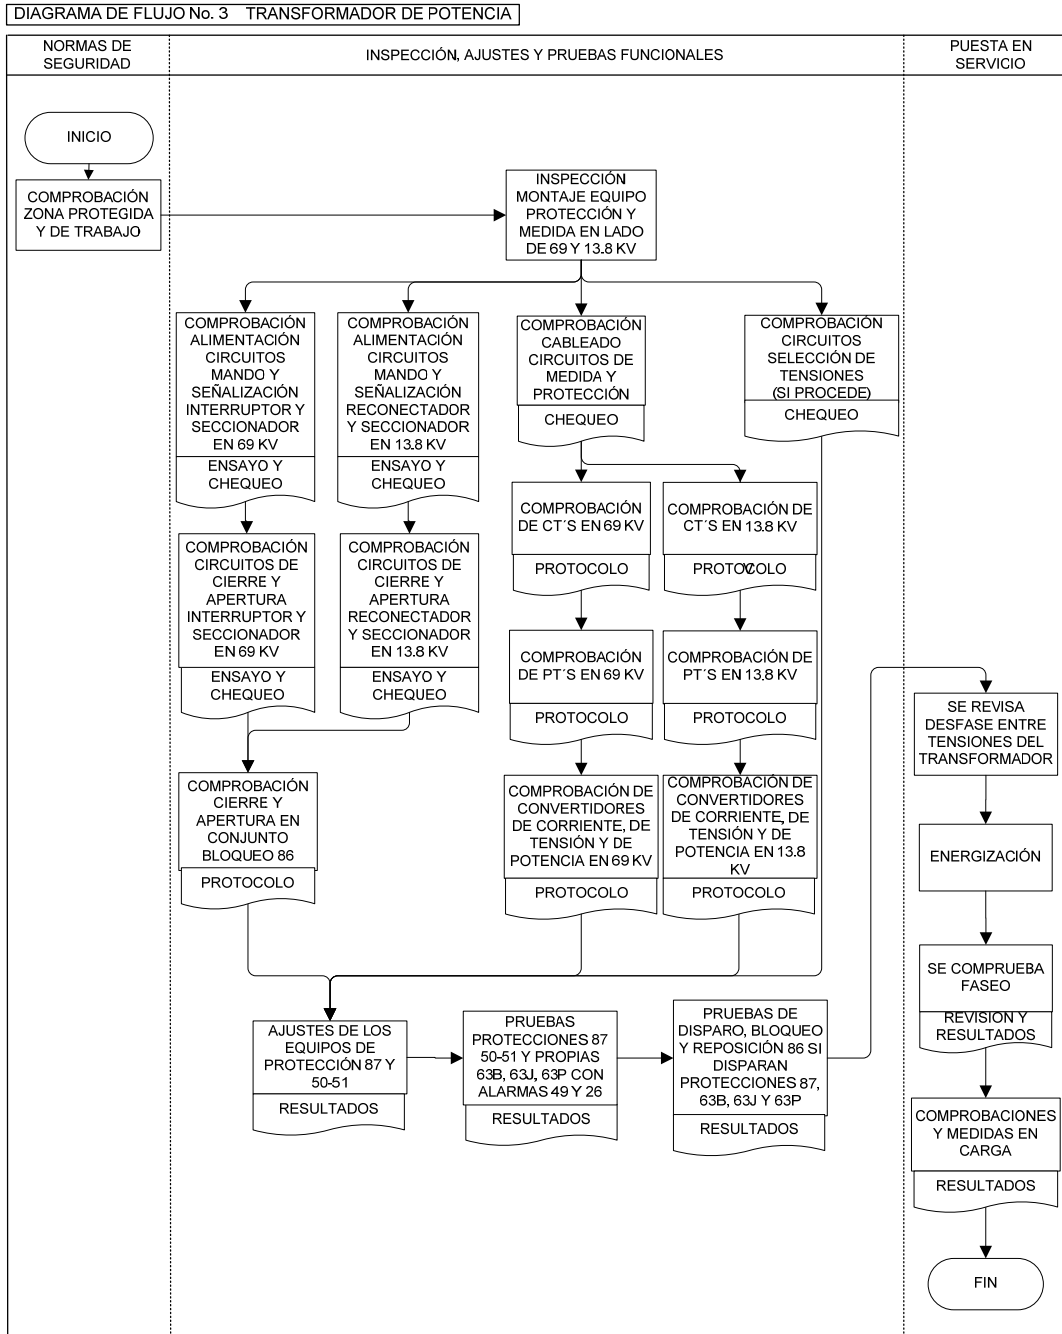 DIAGRAMA DE FLUJO No. 3 TRANSFORMADOR DE POTENCIA
NORMAS DE
SEGURIDAD
INSPECCIÓN, AJUSTES Y PRUEBAS FUNCIONALES
PUESTA EN
SERVICIO
INICIO
COMPROBACIÓN
ZONA PROTEGIDA
Y DE TRABAJO
INSPECCIÓN
MONTAJE EQUIPO
PROTECCIÓN Y
MEDIDA EN LADO
DE 69 Y 13.8 KV
COMPROBACIÓN
ALIMENTACIÓN
CIRCUITOS
MANDO Y
SEÑALIZACIÓN
INTERRUPTOR Y
SECCIONADOR
EN 69 KV
ENSAYO Y
CHEQUEO
COMPROBACIÓN
ALIMENTACIÓN
CIRCUITOS
MANDO Y
SEÑALIZACIÓN
RECONECTADOR
Y SECCIONADOR
EN 13.8 KV
ENSAYO Y
CHEQUEO
COMPROBACIÓN
CABLEADO
CIRCUITOS DE
MEDIDA Y
PROTECCIÓN
CHEQUEO
COMPROBACIÓN
CIRCUITOS
SELECCIÓN DE
TENSIONES
(SI PROCEDE)
CHEQUEO
COMPROBACIÓN
CIRCUITOS DE
CIERRE Y
APERTURA
INTERRUPTOR Y
SECCIONADOR
EN 69 KV
ENSAYO Y
CHEQUEO
COMPROBACIÓN
CIRCUITOS DE
CIERRE Y
APERTURA
RECONECTADOR
Y SECCIONADOR
EN 13.8 KV
ENSAYO Y
CHEQUEO
COMPROBACIÓN
DE CT´S EN 69 KV
PROTOCOLO
COMPROBACIÓN DE
CT´S EN 13.8 KV
PROTOCOLO
V
COMPROBACIÓN
DE PT´S EN 69 KV
PROTOCOLO
COMPROBACIÓN DE
PT´S EN 13.8 KV
PROTOCOLO
COMPROBACIÓN
CIERRE Y
APERTURA EN
CONJUNTO
BLOQUEO 86
PROTOCOLO
COMPROBACIÓN DE
CONVERTIDORES
DE CORRIENTE, DE
TENSIÓN Y DE
POTENCIA EN 69 KV
PROTOCOLO
COMPROBACIÓN DE
CONVERTIDORES
DE CORRIENTE, DE
TENSIÓN Y DE
POTENCIA EN 13.8
KV
PROTOCOLO
AJUSTES DE LOS
EQUIPOS DE
PROTECCIÓN 87 Y
50-51
RESULTADOS
PRUEBAS
PROTECCIONES 87
50-51 Y PROPIAS
63B, 63J, 63P CON
ALARMAS 49 Y 26
RESULTADOS
PRUEBAS DE
DISPARO, BLOQUEO
Y REPOSICIÓN 86 SI
DISPARAN
PROTECCIONES 87,
63B, 63J Y 63P
RESULTADOS
SE REVISA
DESFASE ENTRE
TENSIONES DEL
TRANSFORMADOR
ENERGIZACIÓN
SE COMPRUEBA
FASEO
REVISION Y
RESULTADOS
COMPROBACIONES
Y MEDIDAS EN
CARGA
RESULTADOS
FIN